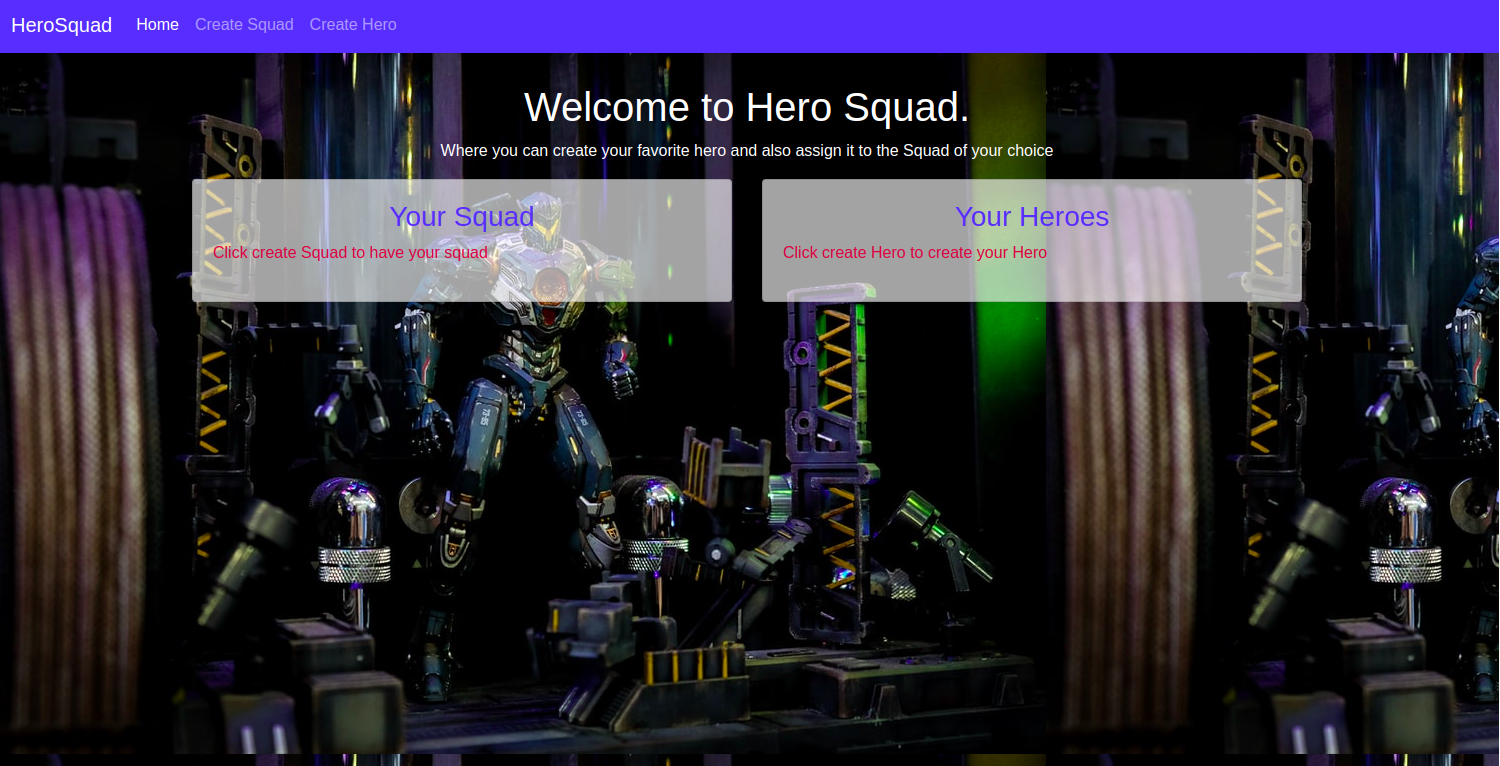 HeroSquad Home Create Squad Create Hero
Welcome to Hero Squad.
Where you can create your favorite hero and also assign it to the Squad of your choice
Your Squad
Click create Squad to have your squad
Your Heroes
Click create Hero to create your Hero